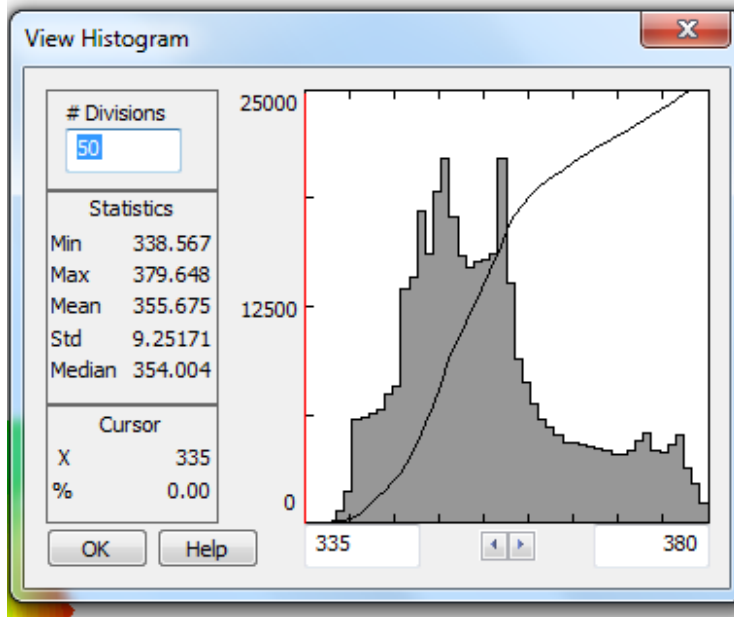 View Histogram
# Divisions
50
Statistics
Min 338.567
Max 379.648
Mean 355.675
Std 9.25171
Median 354.004
Cursor
X 335
% 0.00
OK Help
25000
12500
0
335 380